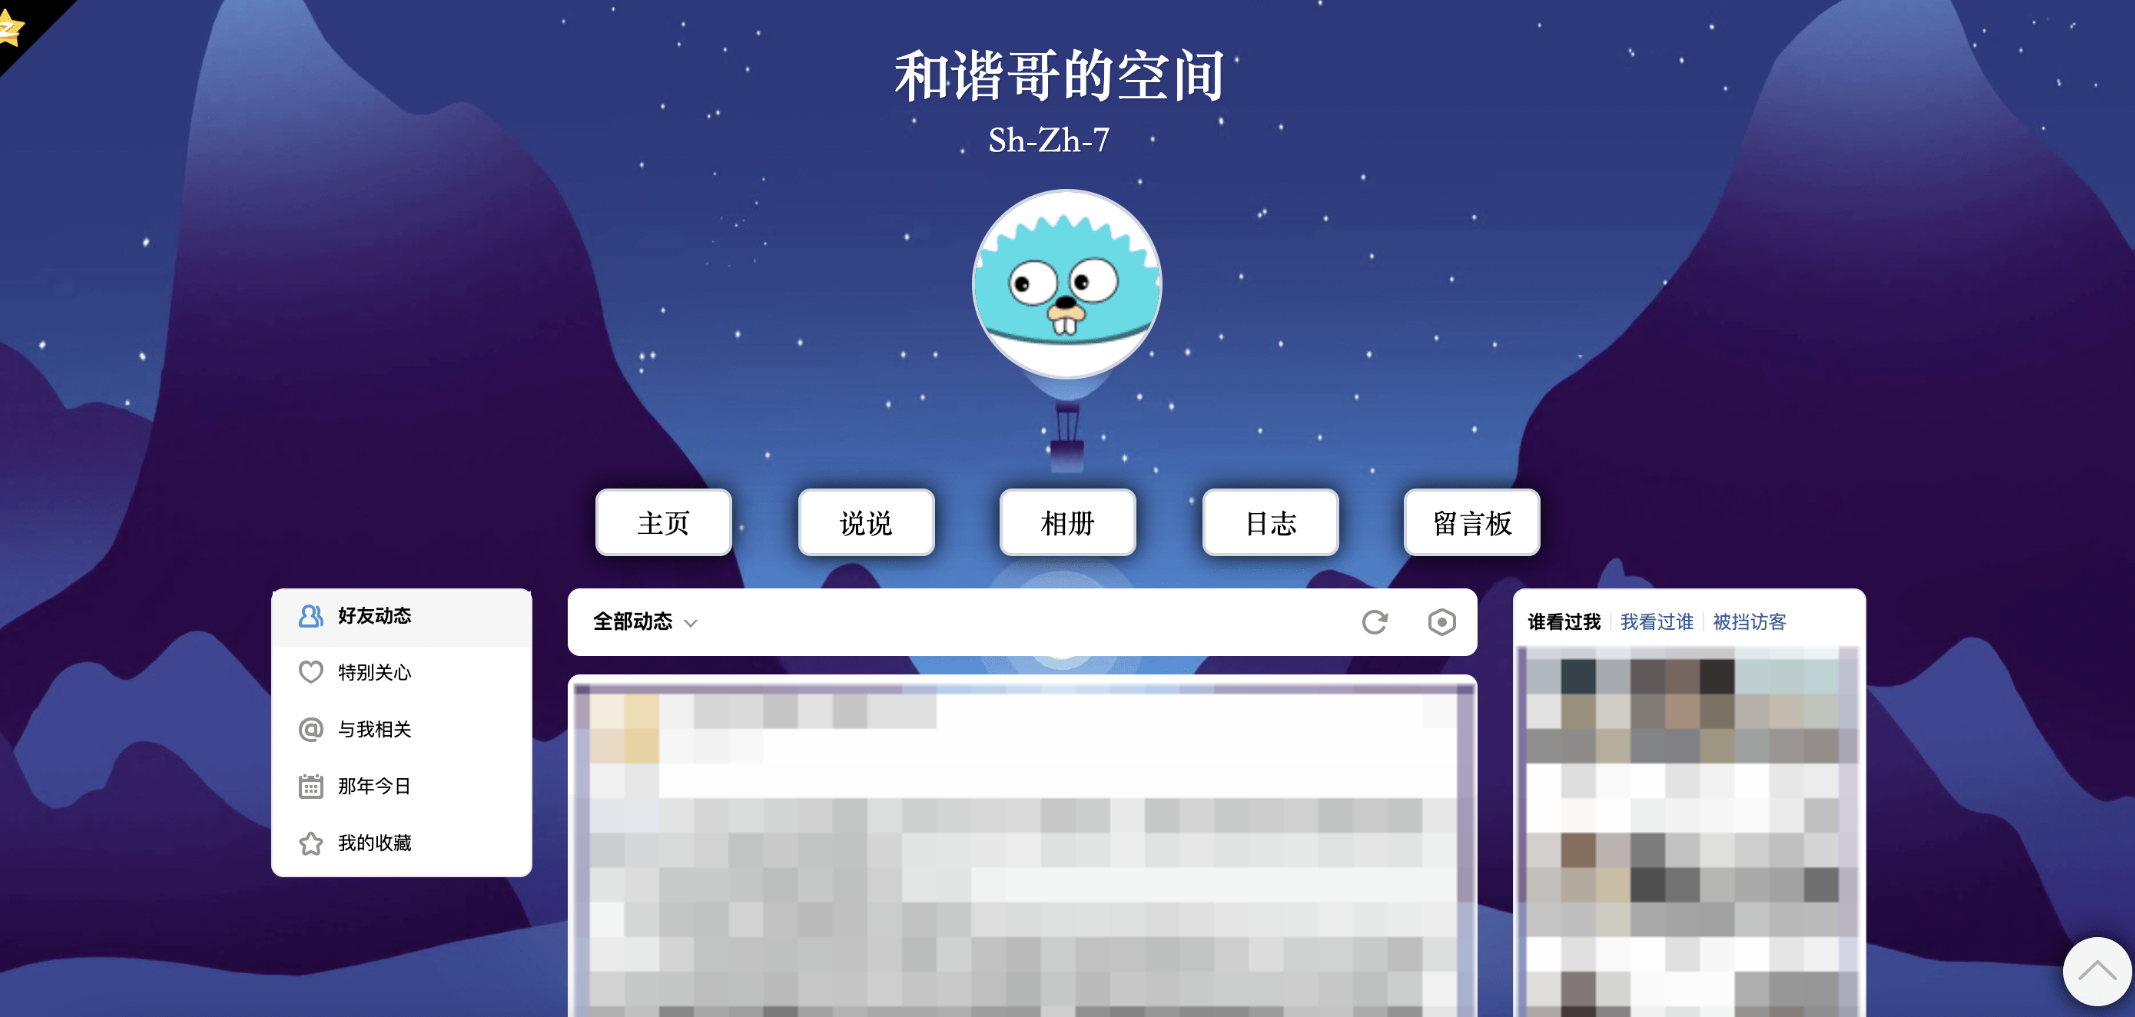 和谐哥的空间
Sh-Zh-7
主页 说说 相册 日志 留言板
好友动态
特别关心
与我相关
那年今日
我的收藏
全部动态
谁看过我 我看过谁 被挡访客